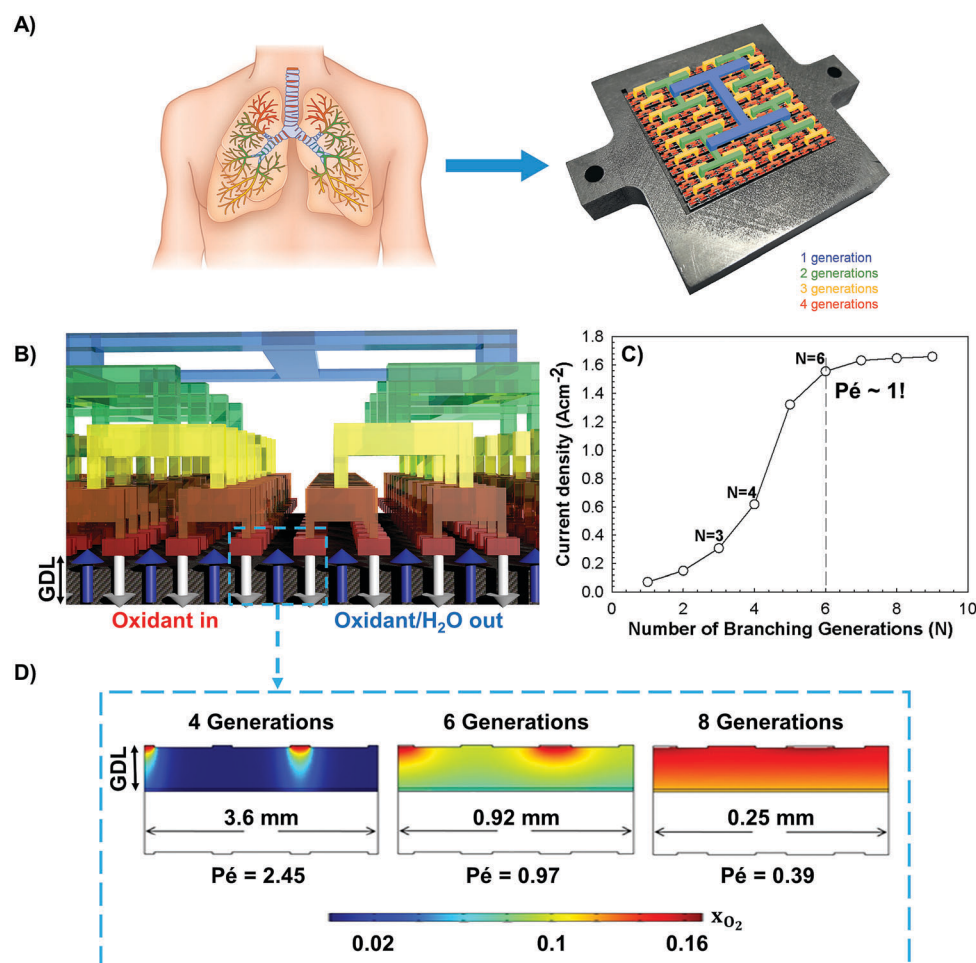 A)
1 generation
2 generations
3 generations
4 generations
B)
GDL
Oxidant in
Oxidant/H₂O out
C)
Current density (Acm⁻²)
1.8
1.6
1.4
1.2
1.0
0.8
0.6
0.4
0.2
0.0
N=6
Pé ~ 1!
N=4
N=3
0 2 4 6 8 10
Number of Branching Generations (N)
D)
4 Generations 6 Generations 8 Generations
GDL
3.6 mm 0.92 mm 0.25 mm
Pé = 2.45 Pé = 0.97 Pé = 0.39
x_O₂
0.02 0.1 0.16